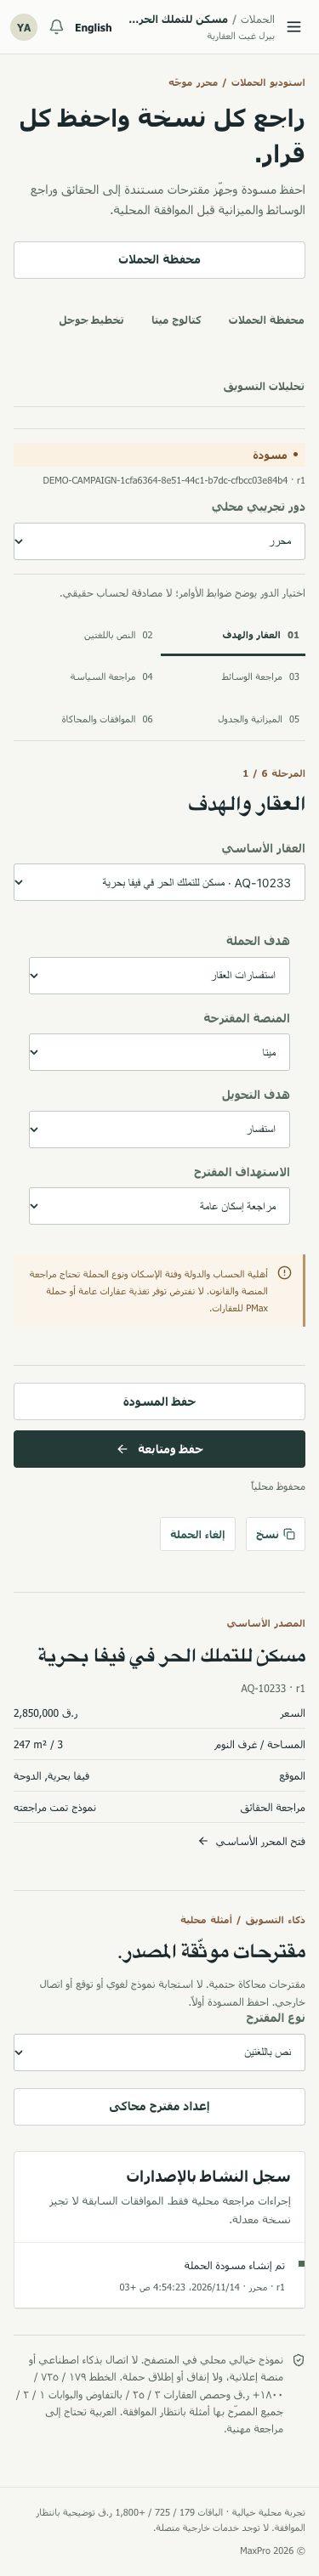 الحملات / مسكن للتملك الحر...
بيرل غيت العقارية
English
YA
استوديو الحملات / محرر موجّه
راجع كل نسخة واحفظ كل
قرار.
احفظ مسودة وجهّز مقترحات مستندة إلى الحقائق وراجع
الوسائط والميزانية قبل الموافقة المحلية.
محفظة الحملات
محفظة الحملات
كتالوج ميتا
تخطيط جوجل
تحليلات التسويق
• مسودة
DEMO-CAMPAIGN-1cfa6364-8e51-44c1-b7dc-cfbcc03e84b4 · r1
دور تجريبي محلي
محرر
اختيار الدور يوضح ضوابط الأوامر؛ لا مصادقة لحساب حقيقي.
01 العقار والهدف
02 النص باللغتين
03 مراجعة الوسائط
04 مراجعة السياسة
05 الميزانية والجدول
06 الموافقات والمحاكاة
المرحلة 6 / 1
العقار والهدف
العقار الأساسي
AQ-10233 · مسكن للتملك الحر في فيفا بحرية
هدف الحملة
استفسارات العقار
المنصة المقترحة
ميتا
هدف التحويل
استفسار
الاستهداف المقترح
مراجعة إسكان عامة
أهلية الحساب والدولة وفئة الإسكان ونوع الحملة تحتاج مراجعة
المنصة والقانون. لا نفترض توفر تغذية عقارات عامة أو حملة
PMax للعقارات.
حفظ المسودة
حفظ ومتابعة ←
محفوظ محلياً
نسخ
إلغاء الحملة
المصدر الأساسي
مسكن للتملك الحر في فيفا بحرية
AQ-10233 · r1
السعر
ر.ق 2,850,000
المساحة / غرف النوم
247 m² / 3
الموقع
فيفا بحرية, الدوحة
مراجعة الحقائق
نموذج تمت مراجعته
فتح المحرر الأساسي ←
ذكاء التسويق / أمثلة محلية
مقترحات موثّقة المصدر.
مقترحات محاكاة حتمية. لا استجابة نموذج لغوي أو توقع أو اتصال
خارجي. احفظ المسودة أولاً.
نوع المقترح
نص باللغتين
إعداد مقترح محاكى
سجل النشاط بالإصدارات
إجراءات مراجعة محلية فقط. الموافقات السابقة لا تجيز
نسخة معدلة.
تم إنشاء مسودة الحملة
r1 · محرر · 2026/11/14، 4:54:23 ص +03
نموذج خيالي محلي في المتصفح. لا اتصال بذكاء اصطناعي أو
منصة إعلانية، ولا إنفاق أو إطلاق حملة. الخطط ١٧٩ / ٧٢٥ /
١٨٠٠+ ر.ق وحصص العقارات ٣ / ٢٥ / بالتفاوض والبوابات ١ / ٢ /
جميع المصرّح بها أمثلة بانتظار الموافقة. العربية تحتاج إلى
مراجعة مهنية.
تجربة محلية خيالية · الباقات 179 / 725 / +1,800 ر.ق توضيحية بانتظار
الموافقة. لا توجد خدمات خارجية متصلة.
© 2026 MaxPro